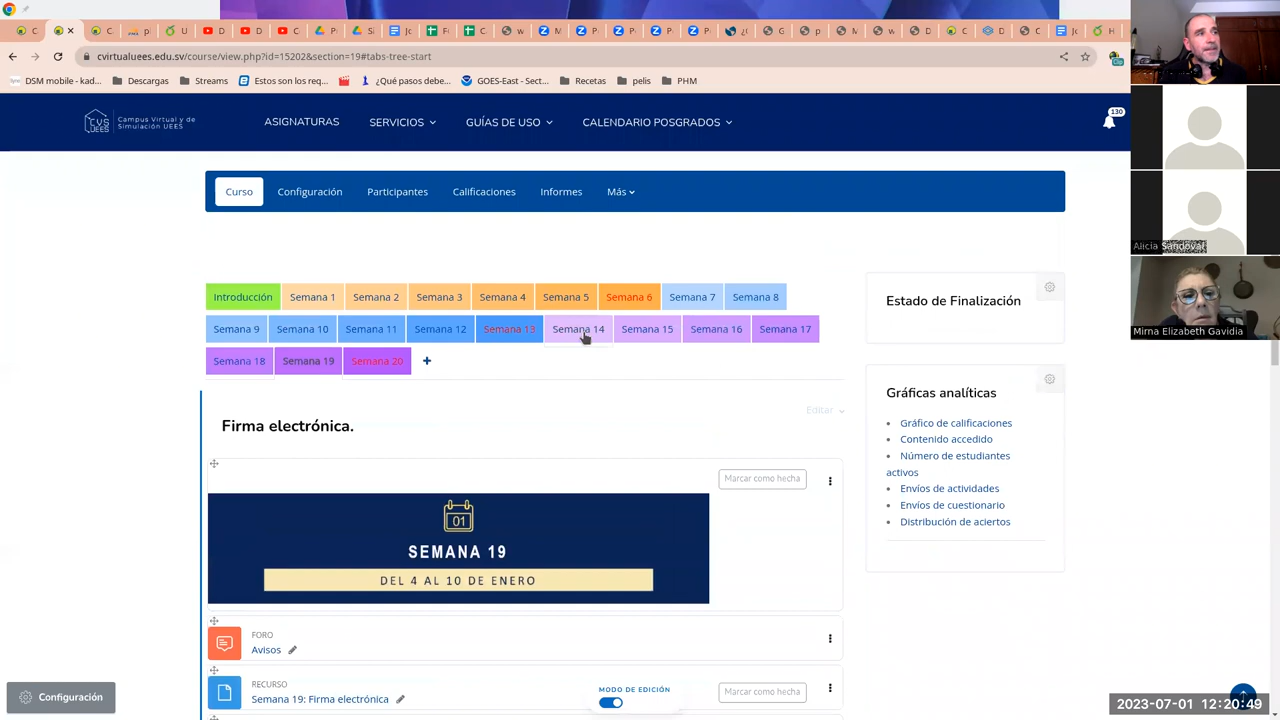 cvirtualuees.edu.sv/course/view.php?id=15202&section=19#tabs-tree-start
DSM mobile - kad... Descargas Streams Estos son los req... ¿Qué pasos debe... GOES-East - Sect... Recetas pelis PHM
CVS UEES Campus Virtual y de Simulación UEES ASIGNATURAS SERVICIOS GUÍAS DE USO CALENDARIO POSGRADOS 130
Curso Configuración Participantes Calificaciones Informes Más
Introducción Semana 1 Semana 2 Semana 3 Semana 4 Semana 5 Semana 6 Semana 7 Semana 8
Semana 9 Semana 10 Semana 11 Semana 12 Semana 13 Semana 14 Semana 15 Semana 16 Semana 17
Semana 18 Semana 19 Semana 20
Editar
Firma electrónica.
Marcar como hecha
01
SEMANA 19
DEL 4 AL 10 DE ENERO
FORO
Avisos
RECURSO
Semana 19: Firma electrónica
Marcar como hecha
MODO DE EDICIÓN
Configuración
Estado de Finalización
Gráficas analíticas
Gráfico de calificaciones
Contenido accedido
Número de estudiantes
activos
Envíos de actividades
Envíos de cuestionario
Distribución de aciertos
Alicia Sandoval
Mirna Elizabeth Gavidia
2023-07-01 12:20:49